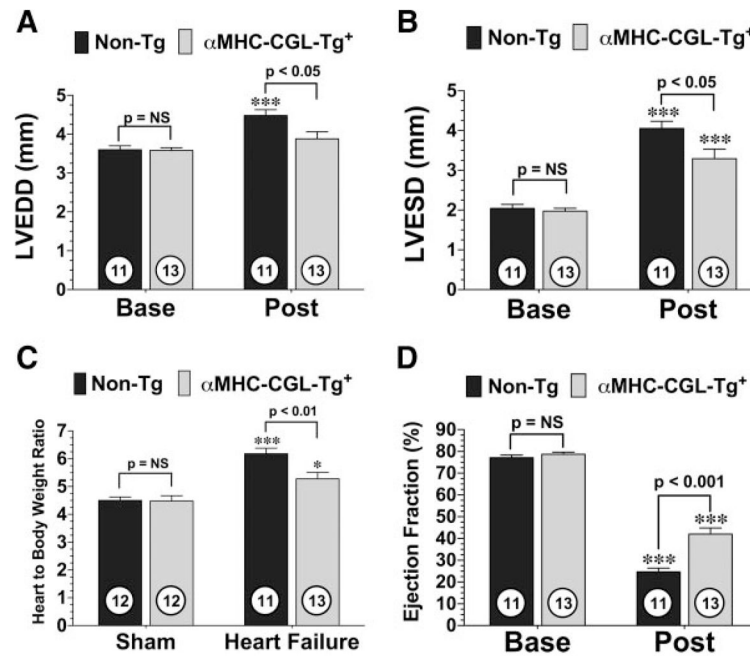 A
Non-Tg αMHC-CGL-Tg+
p < 0.05
p = NS
***
LVEDD (mm)
5
4
3
2
1
0
11 13 11 13
Base Post
B
Non-Tg αMHC-CGL-Tg+
p < 0.05
p = NS
***
***
LVESD (mm)
5
4
3
2
1
0
11 13 11 13
Base Post
C
Non-Tg αMHC-CGL-Tg+
p < 0.01
p = NS
***
*
Heart to Body Weight Ratio
7
6
5
4
3
2
1
0
12 12 11 13
Sham Heart Failure
D
Non-Tg αMHC-CGL-Tg+
p = NS
p < 0.001
***
***
Ejection Fraction (%)
90
80
70
60
50
40
30
20
10
0
11 13 11 13
Base Post